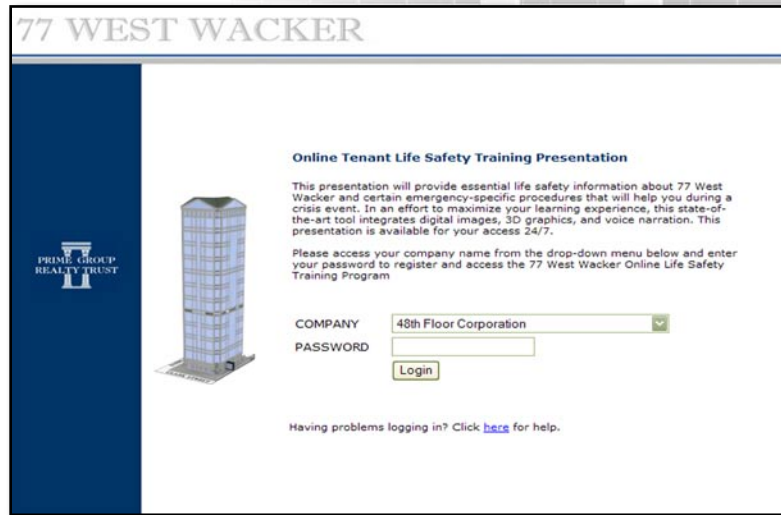 77 WEST WACKER
Online Tenant Life Safety Training Presentation
This presentation will provide essential life safety information about 77 West
Wacker and certain emergency-specific procedures that will help you during a
crisis event. In an effort to maximize your learning experience, this state-of-
the-art tool integrates digital images, 3D graphics, and voice narration. This
presentation is available for your access 24/7.
Please access your company name from the drop-down menu below and enter
your password to register and access the 77 West Wacker Online Life Safety
Training Program
PRIME GROUP
REALTY TRUST
COMPANY 48th Floor Corporation
PASSWORD
Login
Having problems logging in? Click here for help.